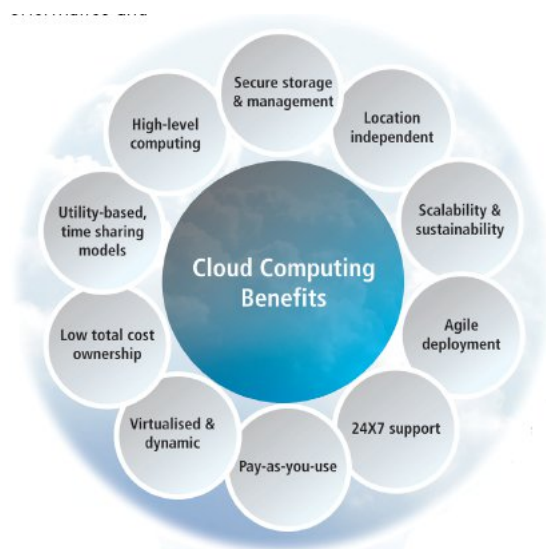 Cloud Computing
Benefits
Secure storage
& management
Location
independent
Scalability &
sustainability
Agile
deployment
24X7 support
Pay-as-you-use
Virtualised &
dynamic
Low total cost
ownership
Utility-based,
time sharing
models
High-level
computing